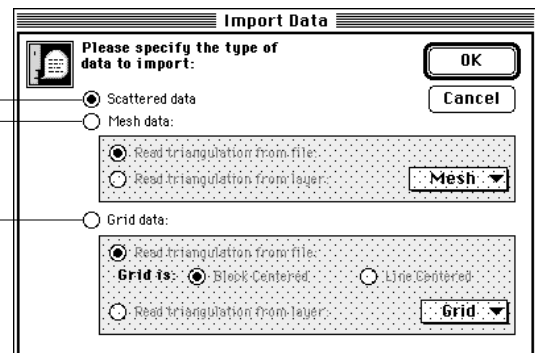 Import Data
Please specify the type of
data to import:
OK
Cancel
Scattered data
Mesh data:
Read triangulation from file:
Read triangulation from layer:
Mesh
Grid data:
Read triangulation from file:
Grid is: Block Centered Line Centered
Read triangulation from layer:
Grid